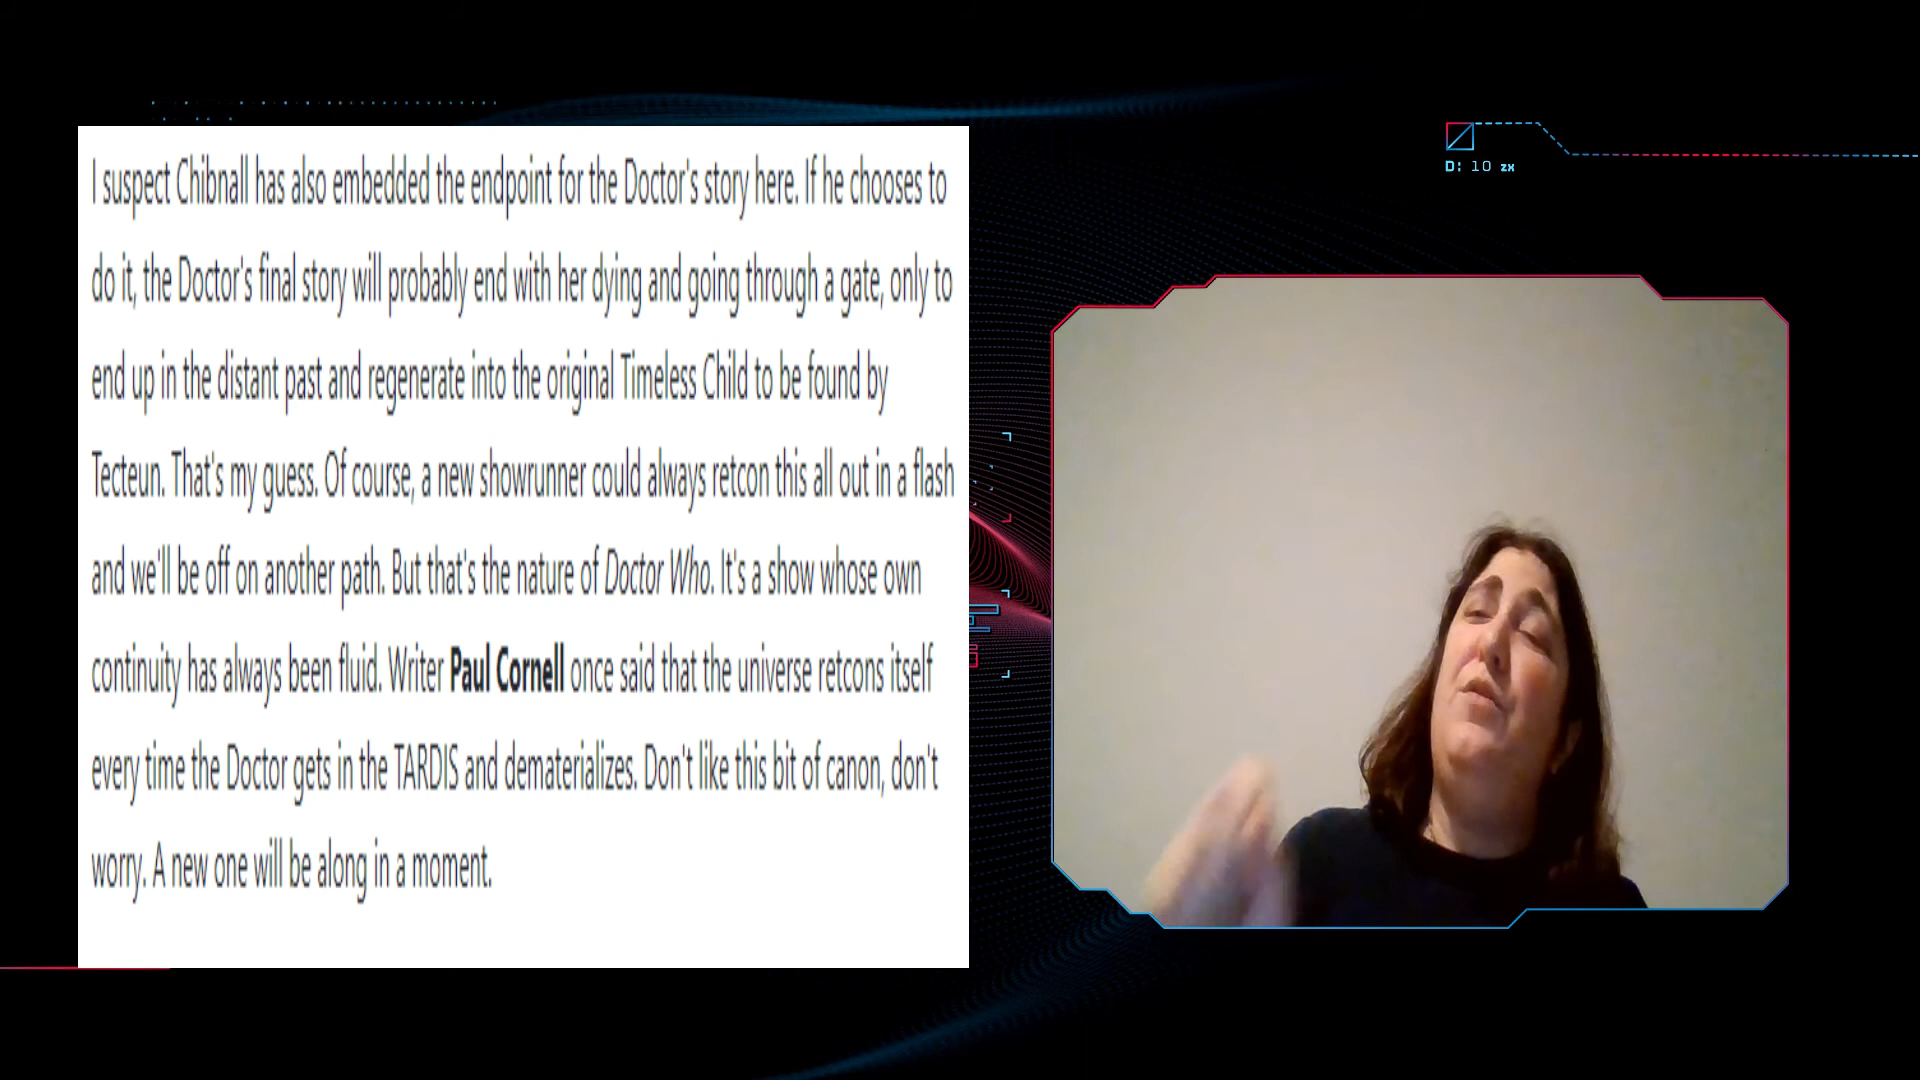 I suspect Chibnall has also embedded the endpoint for the Doctor's story here. If he chooses to
do it, the Doctor's final story will probably end with her dying and going through a gate, only to
end up in the distant past and regenerate into the original Timeless Child to be found by
Tecteun. That's my guess. Of course, a new showrunner could always retcon this all out in a flash
and we'll be off on another path. But that's the nature of Doctor Who. It's a show whose own
continuity has always been fluid. Writer Paul Cornell once said that the universe retcons itself
every time the Doctor gets in the TARDIS and dematerializes. Don't like this bit of canon, don't
worry. A new one will be along in a moment.
D: 10 zx